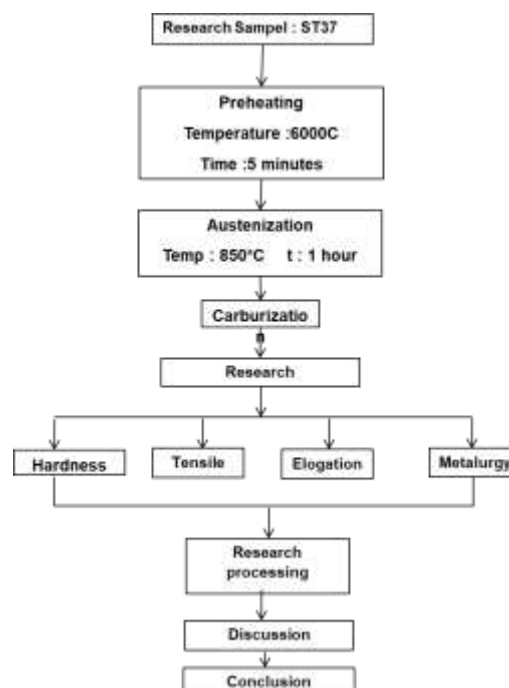 Research Sampel : ST37
Preheating
Temperature :6000C
Time :5 minutes
Austenization
Temp : 850°C t : 1 hour
Carburizatio
n
Research
Hardness Tensile Elogation Metalurgy
Research
processing
Discussion
Conclusion